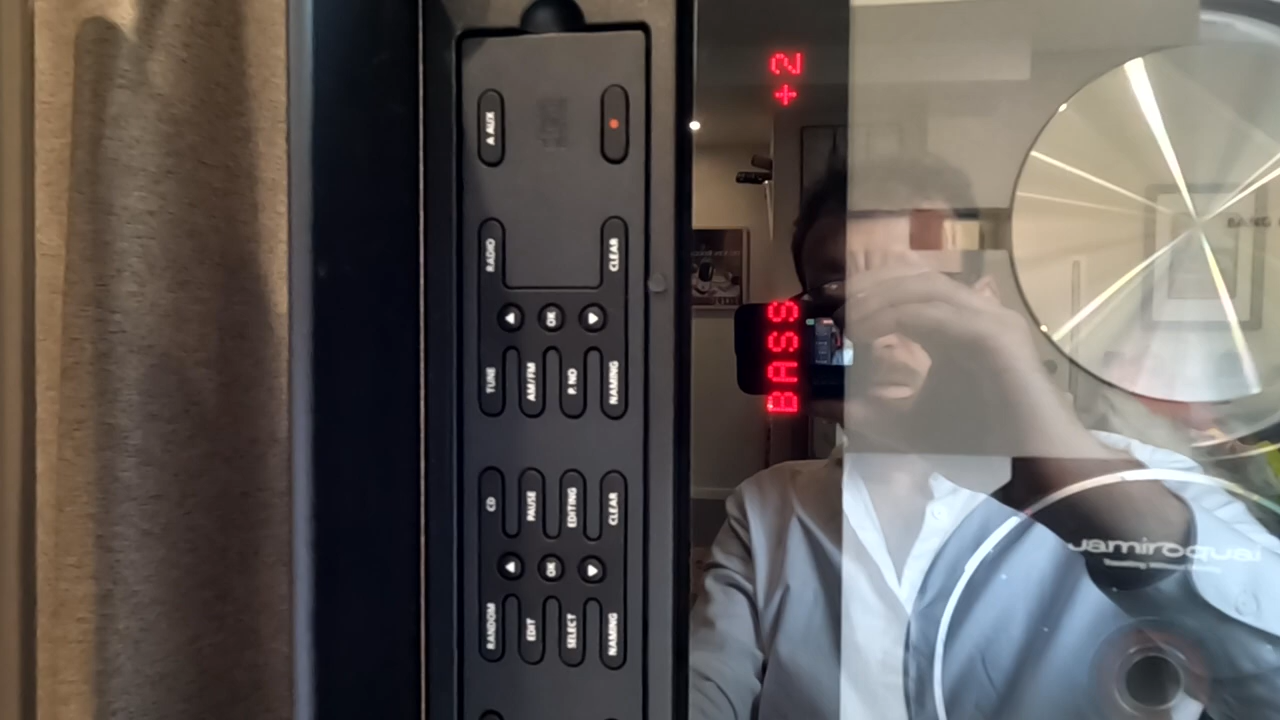 RANDOM CD TUNE RADIO A AUX
EDIT PAUSE AM/FM
OK OK
SELECT EDITING P.NO
NAMING CLEAR NAMING CLEAR
BASS +2
Jamiroquai
BANG